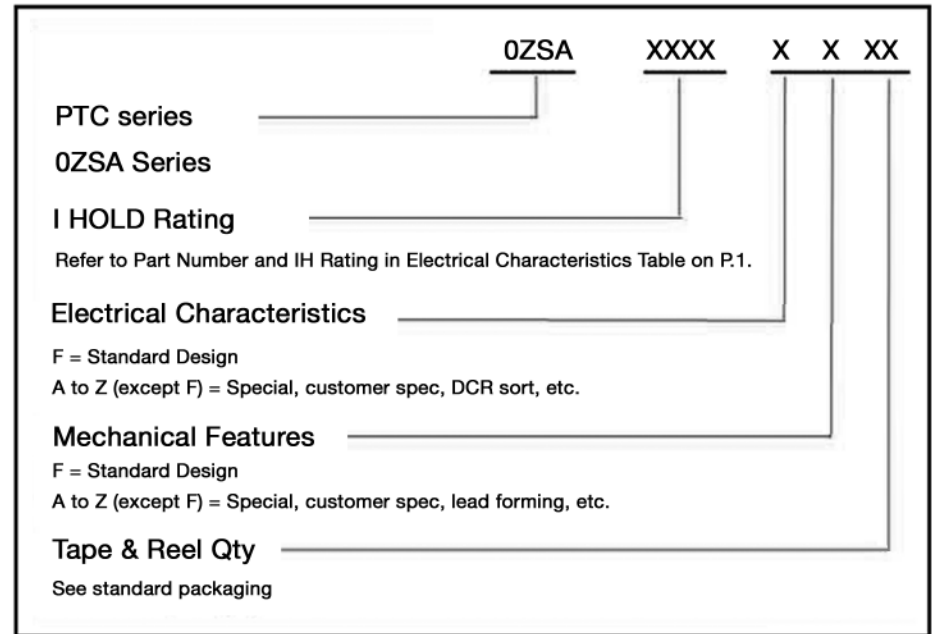 0ZSA XXXX X X XX
PTC series
0ZSA Series
I HOLD Rating
Refer to Part Number and IH Rating in Electrical Characteristics Table on P.1.
Electrical Characteristics
F = Standard Design
A to Z (except F) = Special, customer spec, DCR sort, etc.
Mechanical Features
F = Standard Design
A to Z (except F) = Special, customer spec, lead forming, etc.
Tape & Reel Qty
See standard packaging